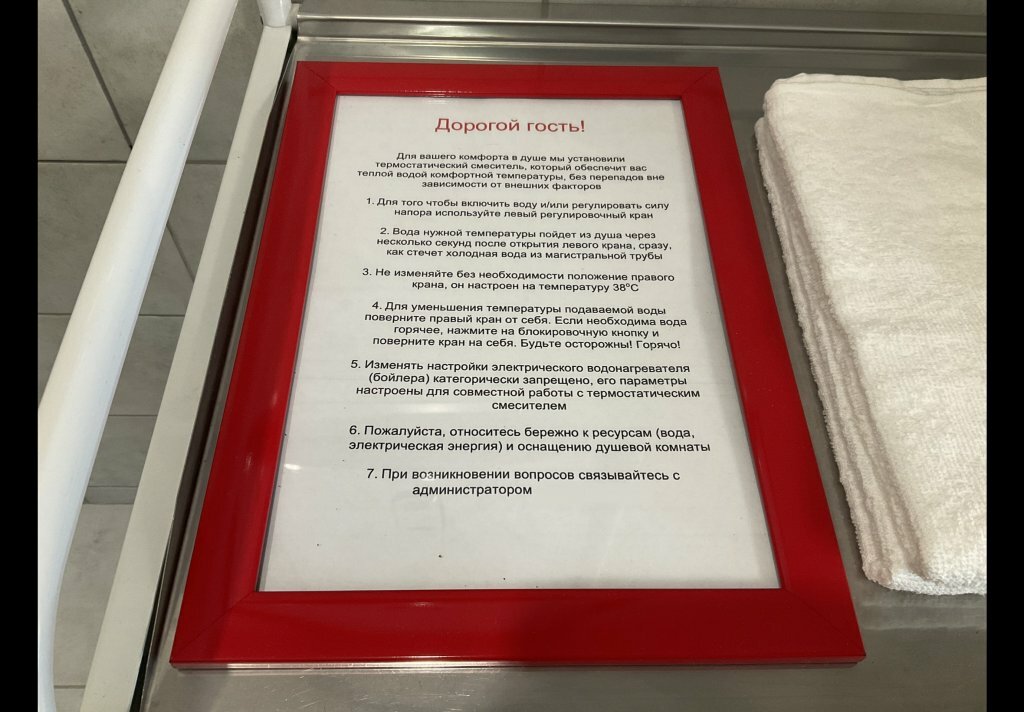 Дорогой гость!
Для вашего комфорта в душе мы установили
термостатический смеситель, который обеспечит вас
теплой водой комфортной температуры, без перепадов вне
зависимости от внешних факторов
1. Для того чтобы включить воду и/или регулировать силу
напора используйте левый регулировочный кран
2. Вода нужной температуры пойдет из душа через
несколько секунд после открытия левого крана, сразу,
как стечет холодная вода из магистральной трубы
3. Не изменяйте без необходимости положение правого
крана, он настроен на температуру 38ºС
4. Для уменьшения температуры подаваемой воды
поверните правый кран от себя. Если необходима вода
горячее, нажмите на блокировочную кнопку и
поверните кран на себя. Будьте осторожны! Горячо!
5. Изменять настройки электрического водонагревателя
(бойлера) категорически запрещено, его параметры
настроены для совместной работы с термостатическим
смесителем
6. Пожалуйста, относитесь бережно к ресурсам (вода,
электрическая энергия) и оснащению душевой комнаты
7. При возникновении вопросов связывайтесь с
администратором